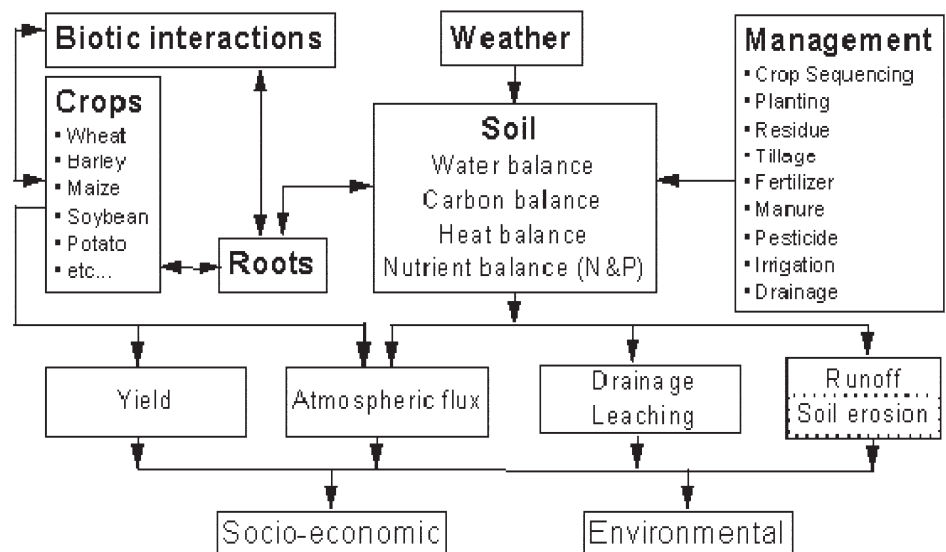 Biotic interactions
Weather
Management
▪ Crop Sequencing
▪ Planting
▪ Residue
▪ Tillage
▪ Fertilizer
▪ Manure
▪ Pesticide
▪ Irrigation
▪ Drainage
Crops
▪ Wheat
▪ Barley
▪ Maize
▪ Soybean
▪ Potato
▪ etc...
Soil
Water balance
Carbon balance
Heat balance
Nutrient balance (N&P)
Roots
Yield
Atmospheric flux
Drainage
Leaching
Runoff
Soil erosion
Socio-economic
Environmental